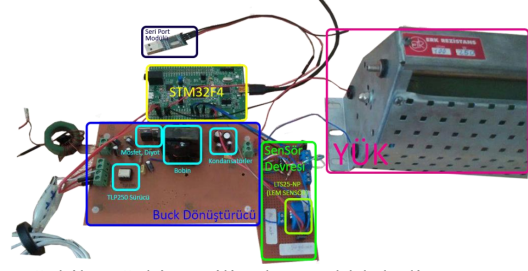 Seri Port
Modülü
STM32F4
ERK REZİSTANS
YÜK
SenSör
Devresi
LTS25-NP
(LEM SENSÖR)
Mosfet, Diyot
Bobin
Kondansatörler
TLP250 Sürücü
Buck Dönüştürücü